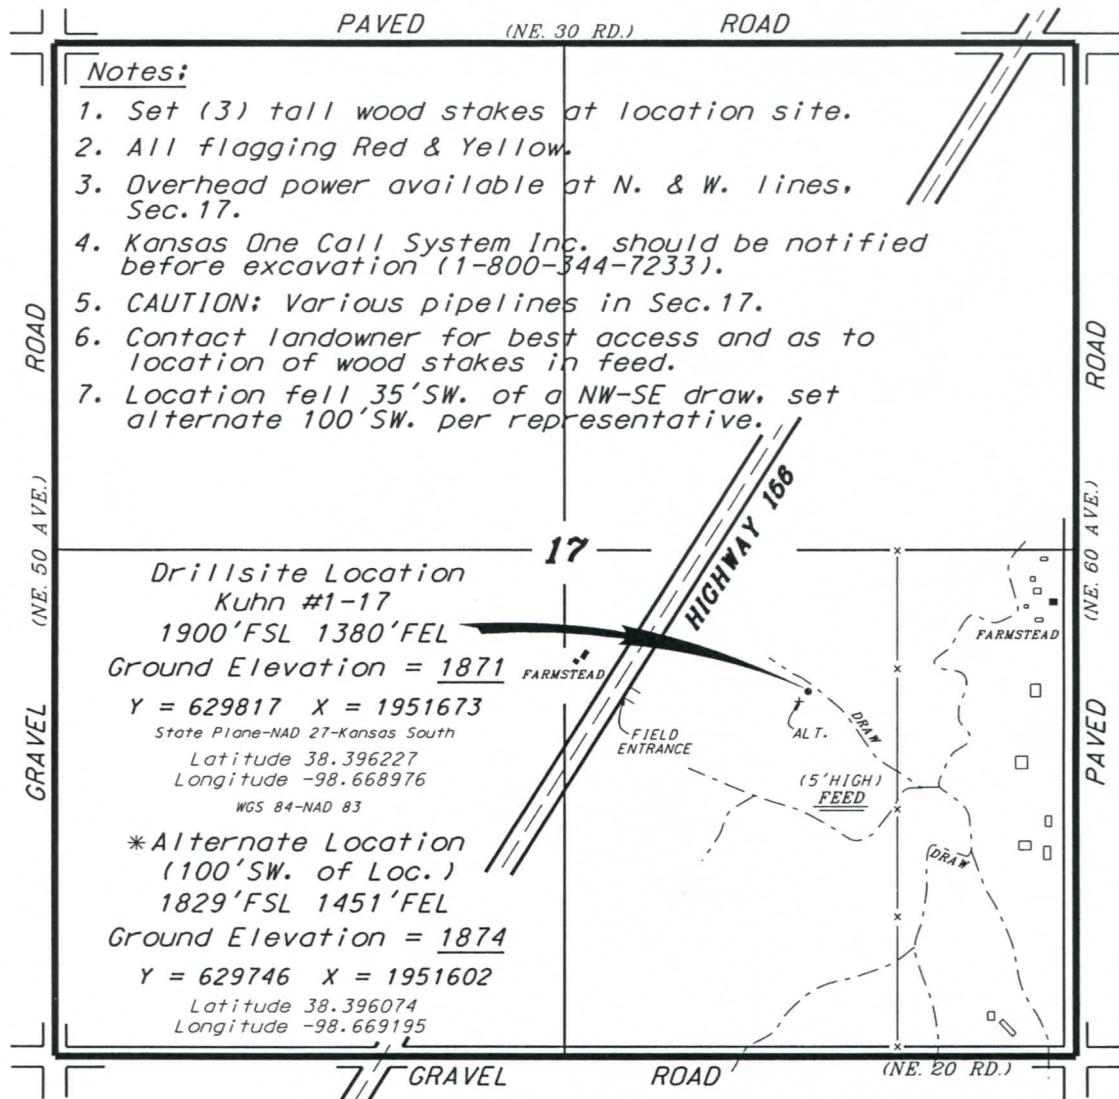 PAVED (NE. 30 RD.) ROAD
Notes:
1. Set (3) tall wood stakes at location site.
2. All flagging Red & Yellow.
3. Overhead power available at N. & W. lines,
Sec.17.
4. Kansas One Call System Inc. should be notified
before excavation (1-800-344-7233).
5. CAUTION: Various pipelines in Sec.17.
6. Contact landowner for best access and as to
location of wood stakes in feed.
7. Location fell 35'SW. of a NW-SE draw, set
alternate 100'SW. per representative.
GRAVEL (NE. 50 AVE.) ROAD
PAVED (NE. 60 AVE.) ROAD
17
HIGHWAY 156
Drillsite Location
Kuhn #1-17
1900'FSL 1380'FEL
Ground Elevation = 1871
Y = 629817 X = 1951673
State Plane-NAD 27-Kansas South
Latitude 38.396227
Longitude -98.668976
WGS 84-NAD 83
*Alternate Location
(100'SW. of Loc.)
1829'FSL 1451'FEL
Ground Elevation = 1874
Y = 629746 X = 1951602
Latitude 38.396074
Longitude -98.669195
FARMSTEAD
FIELD
ENTRANCE
ALT.
DRAW
(5'HIGH)
FEED
FARMSTEAD
DRAW
GRAVEL ROAD (NE. 20 RD.)